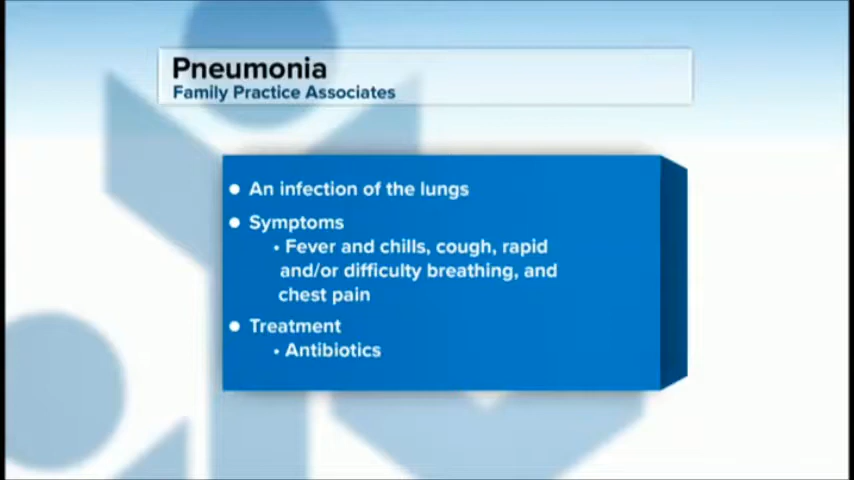 Pneumonia
Family Practice Associates
● An infection of the lungs
● Symptoms
• Fever and chills, cough, rapid
and/or difficulty breathing, and
chest pain
● Treatment
• Antibiotics